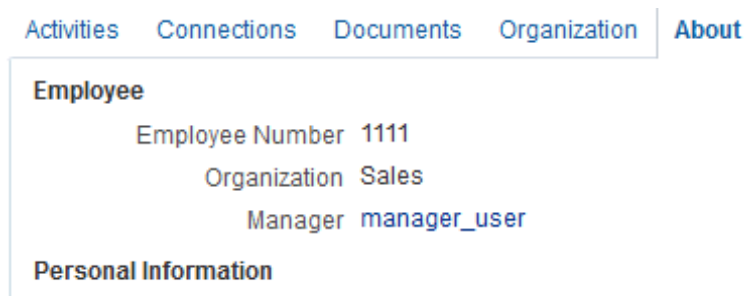 Activities Connections Documents Organization About
Employee
Employee Number 1111
Organization Sales
Manager manager_user
Personal Information